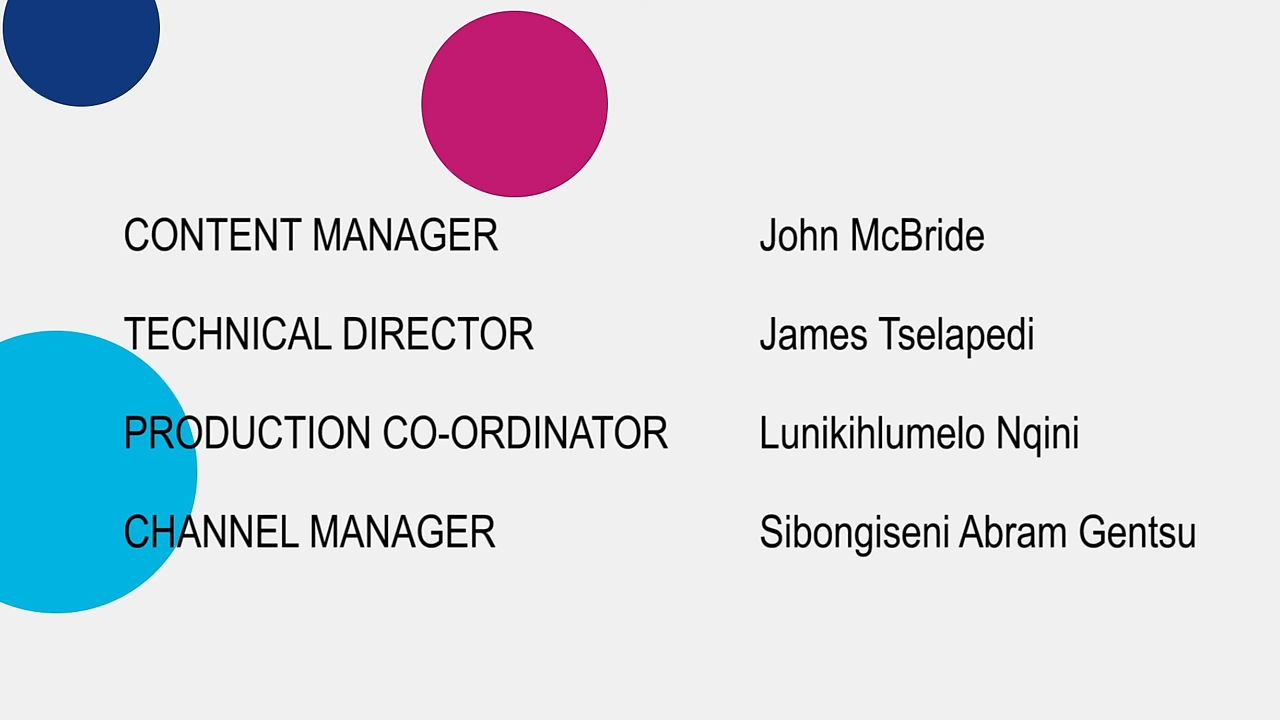 CONTENT MANAGER John McBride
TECHNICAL DIRECTOR James Tselapedi
PRODUCTION CO-ORDINATOR Lunikihlumelo Nqini
CHANNEL MANAGER Sibongiseni Abram Gentsu